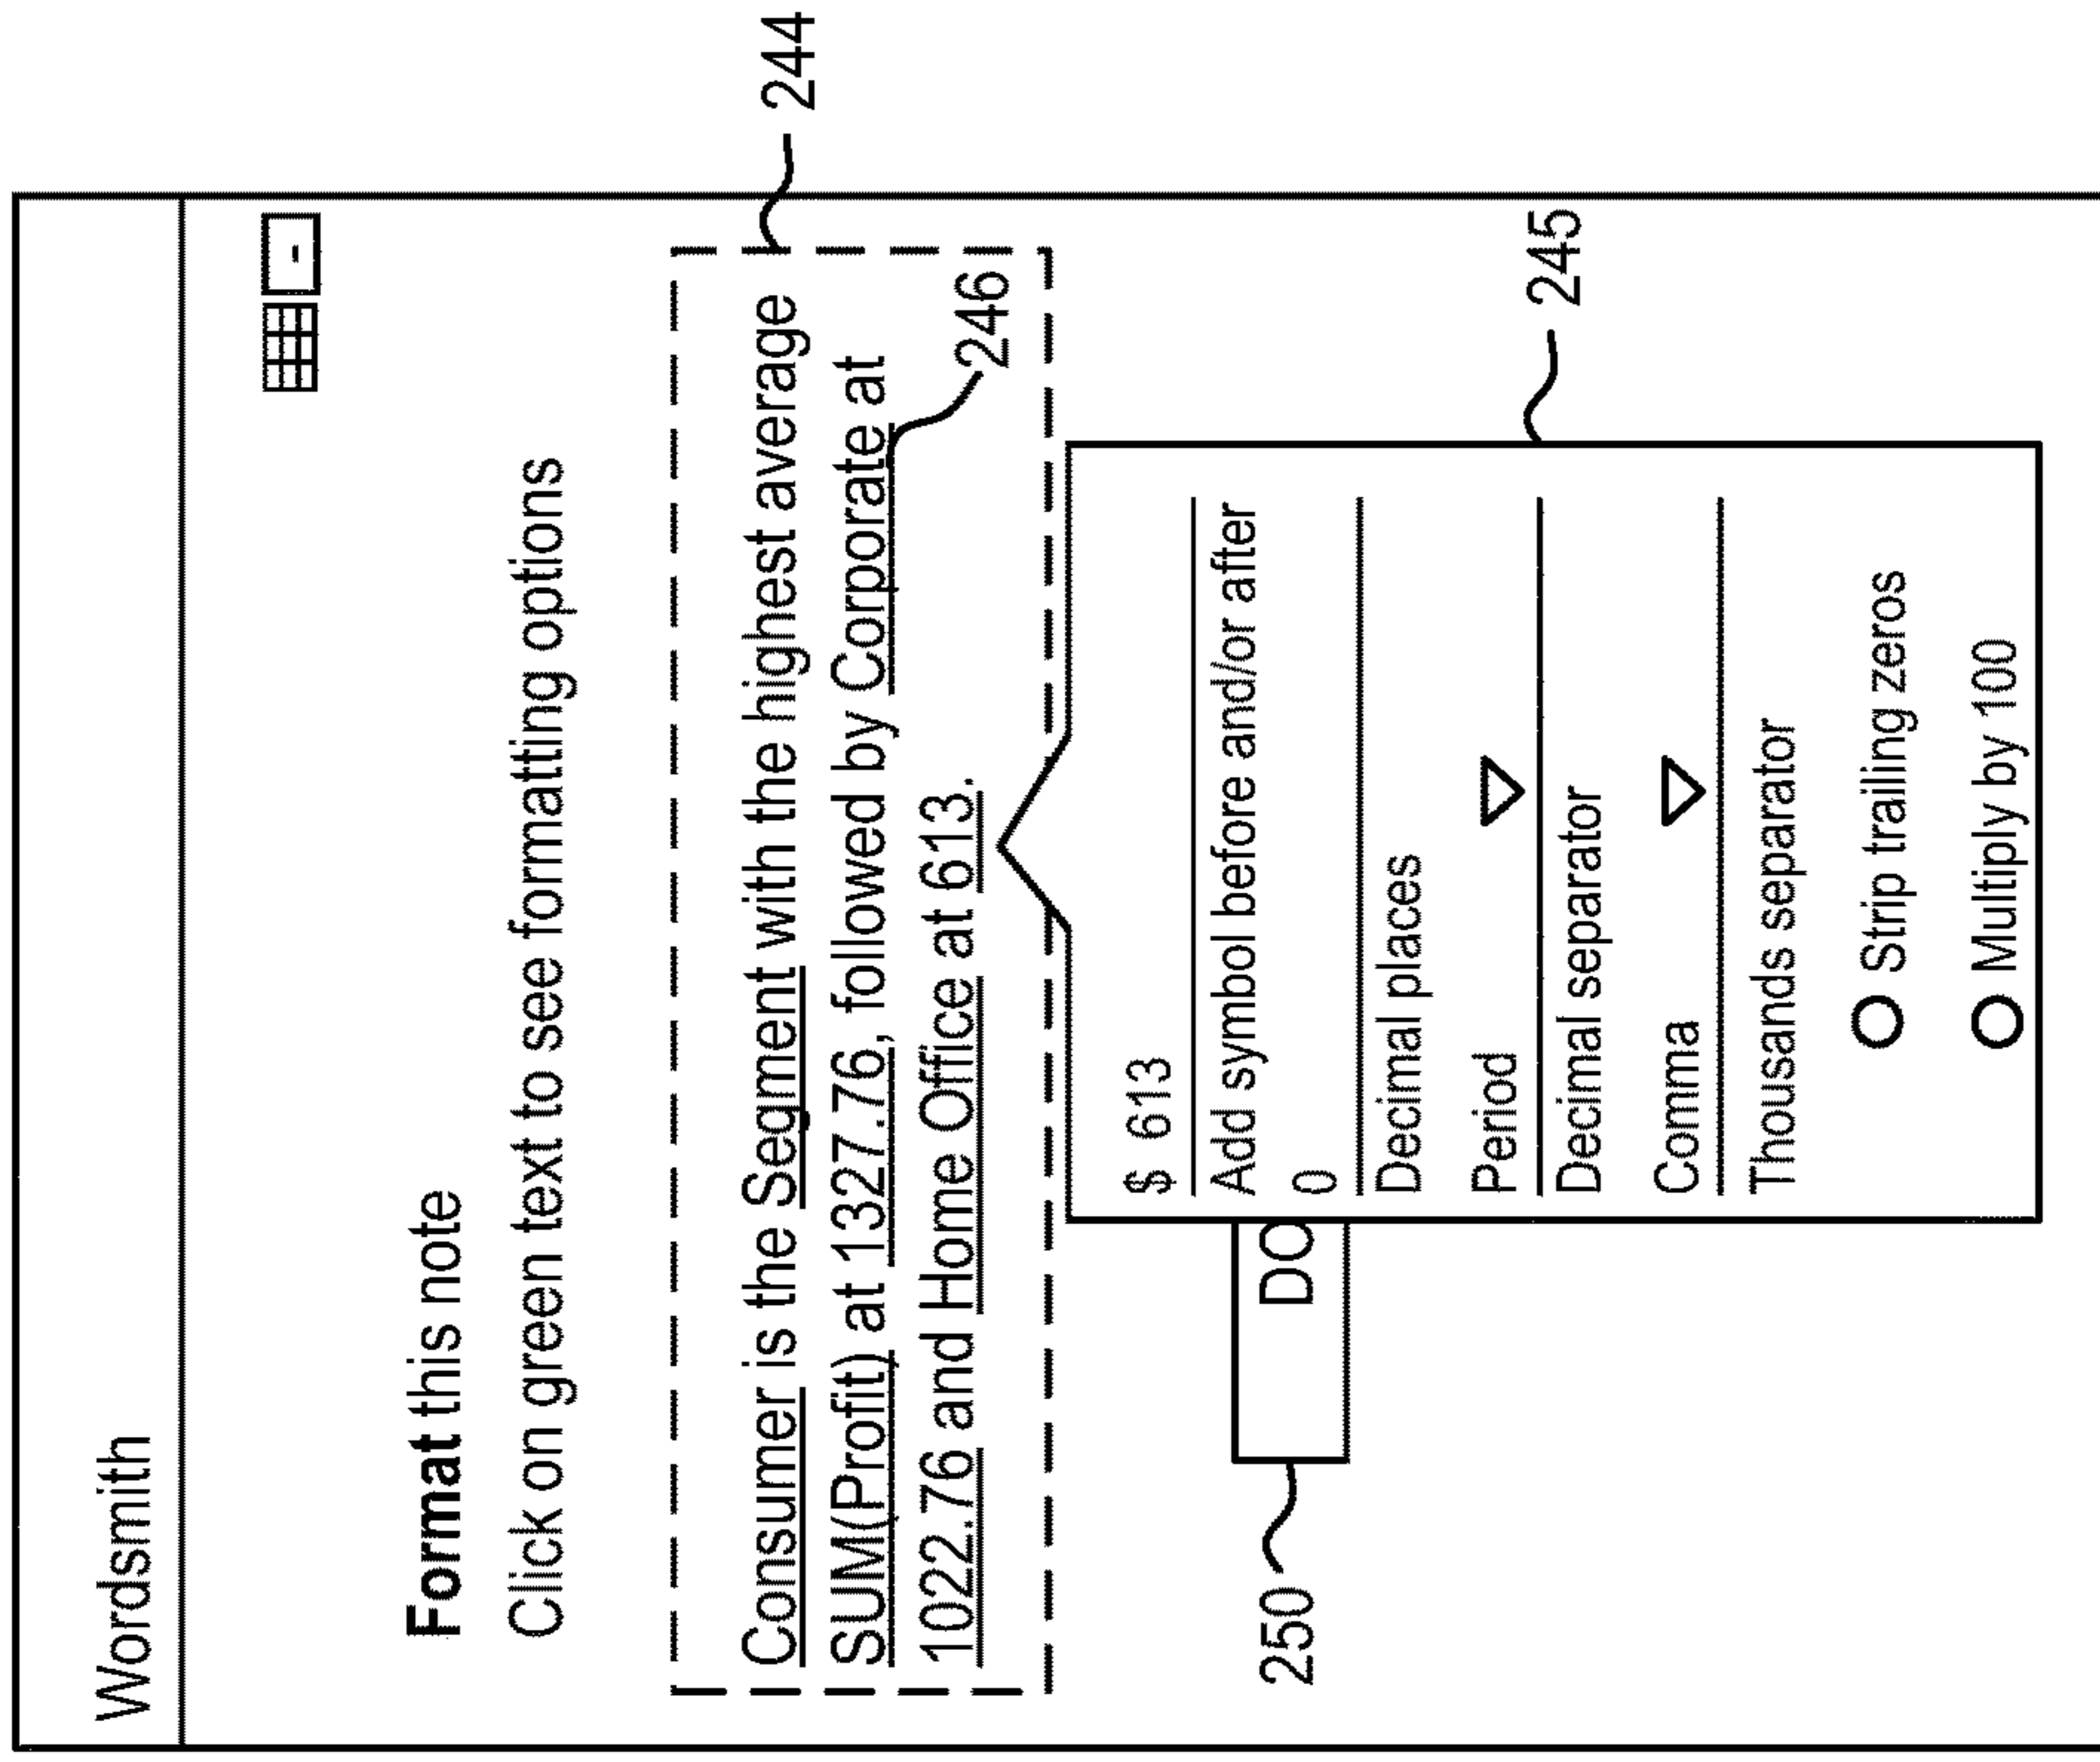 Wordsmith
-
Format this note
Click on green text to see formatting options
244
Consumer is the Segment with the highest average
SUM(Profit) at 1327.76, followed by Corporate at
1022.76 and Home Office at 613.
246
$ 613
Add symbol before and/or after
0
Decimal places
Period
Decimal separator
Comma
Thousands separator
Strip trailing zeros
Multiply by 100
245
DO
250